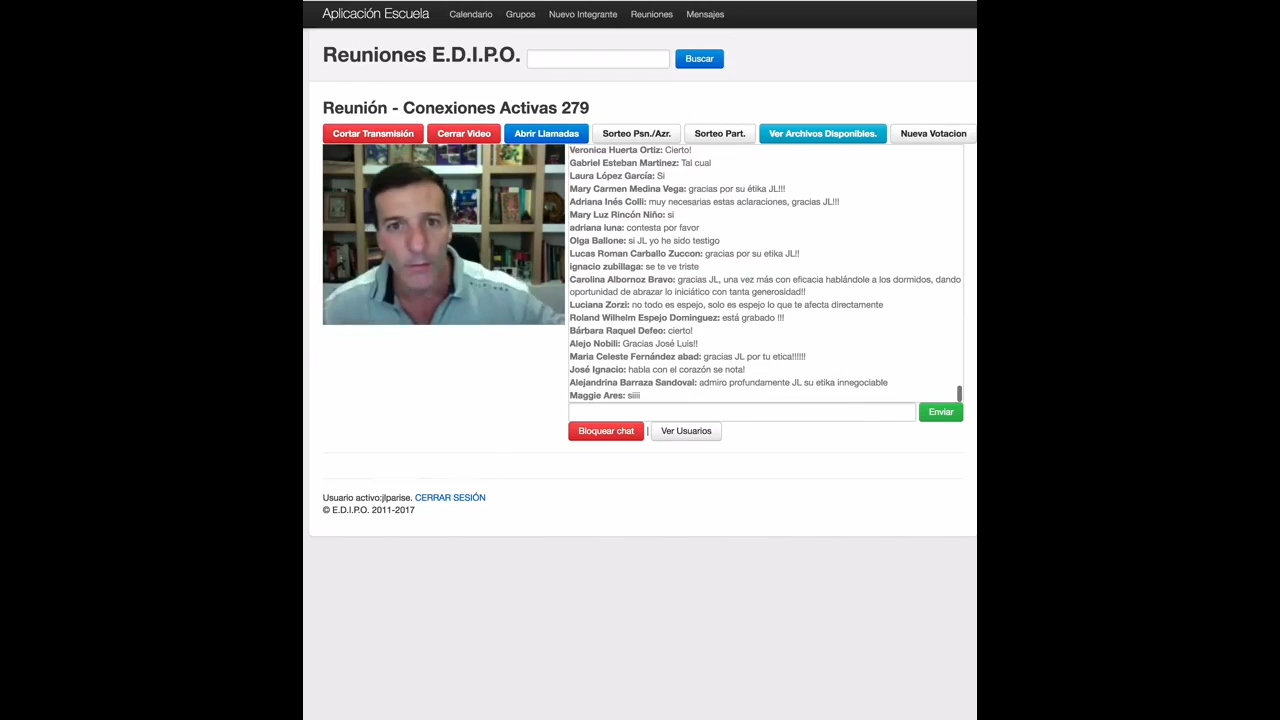 Aplicación Escuela Calendario Grupos Nuevo Integrante Reuniones Mensajes
Reuniones E.D.I.P.O. Buscar
Reunión - Conexiones Activas 279
Cortar Transmisión Cerrar Video Abrir Llamadas Sorteo Psn./Azr. Sorteo Part. Ver Archivos Disponibles. Nueva Votacion
Veronica Huerta Ortiz: Cierto!
Gabriel Esteban Martinez: Tal cual
Laura López García: Si
Mary Carmen Medina Vega: gracias por su étika JL!!!
Adriana Inés Colli: muy necesarias estas aclaraciones, gracias JL!!!
Mary Luz Rincón Niño: si
adriana luna: contesta por favor
Olga Ballone: si JL yo he sido testigo
Lucas Roman Carballo Zuccon: gracias por su etika JL!!
ignacio zubillaga: se te ve triste
Carolina Albornoz Bravo: gracias JL, una vez más con eficacia hablándole a los dormidos, dando
oportunidad de abrazar lo iniciático con tanta generosidad!!
Luciana Zorzi: no todo es espejo, solo es espejo lo que te afecta directamente
Roland Wilhelm Espejo Dominguez: está grabado !!!
Bárbara Raquel Defeo: cierto!
Alejo Nobili: Gracias José Luis!!
Maria Celeste Fernández abad: gracias JL por tu etica!!!!!!
José Ignacio: habla con el corazón se nota!
Alejandrina Barraza Sandoval: admiro profundamente JL su etika innegociable
Maggie Ares: siiii
Enviar
Bloquear chat | Ver Usuarios
Usuario activo:jlparise. CERRAR SESIÓN
© E.D.I.P.O. 2011-2017